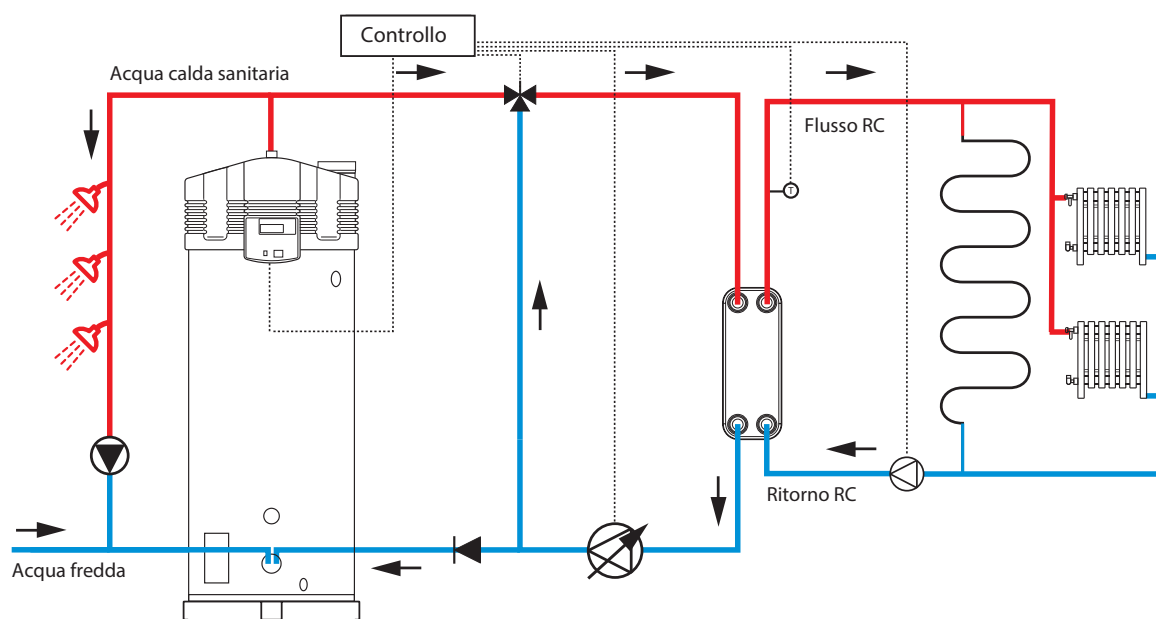 Controllo
Acqua calda sanitaria
Flusso RC
T
Ritorno RC
Acqua fredda